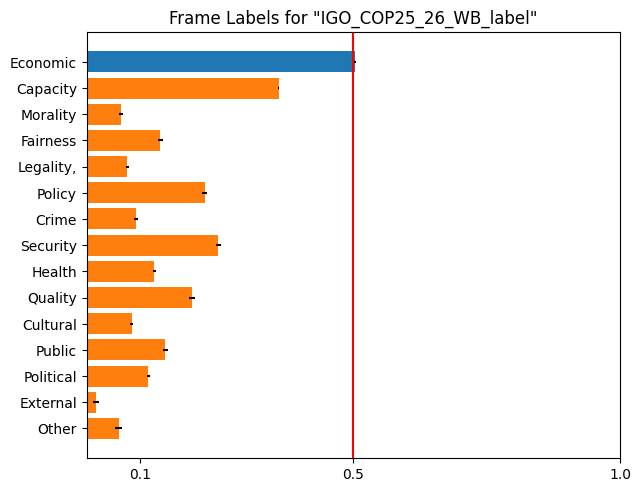 Frame Labels for "IGO_COP25_26_WB_label"
Economic
Capacity
Morality
Fairness
Legality,
Policy
Crime
Security
Health
Quality
Cultural
Public
Political
External
Other
0.1 0.5 1.0